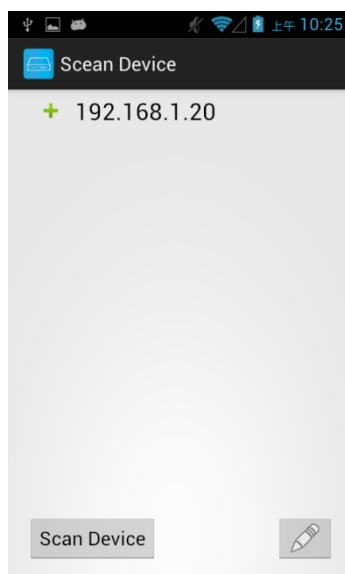 上午 10:25
Scean Device
+ 192.168.1.20
Scan Device